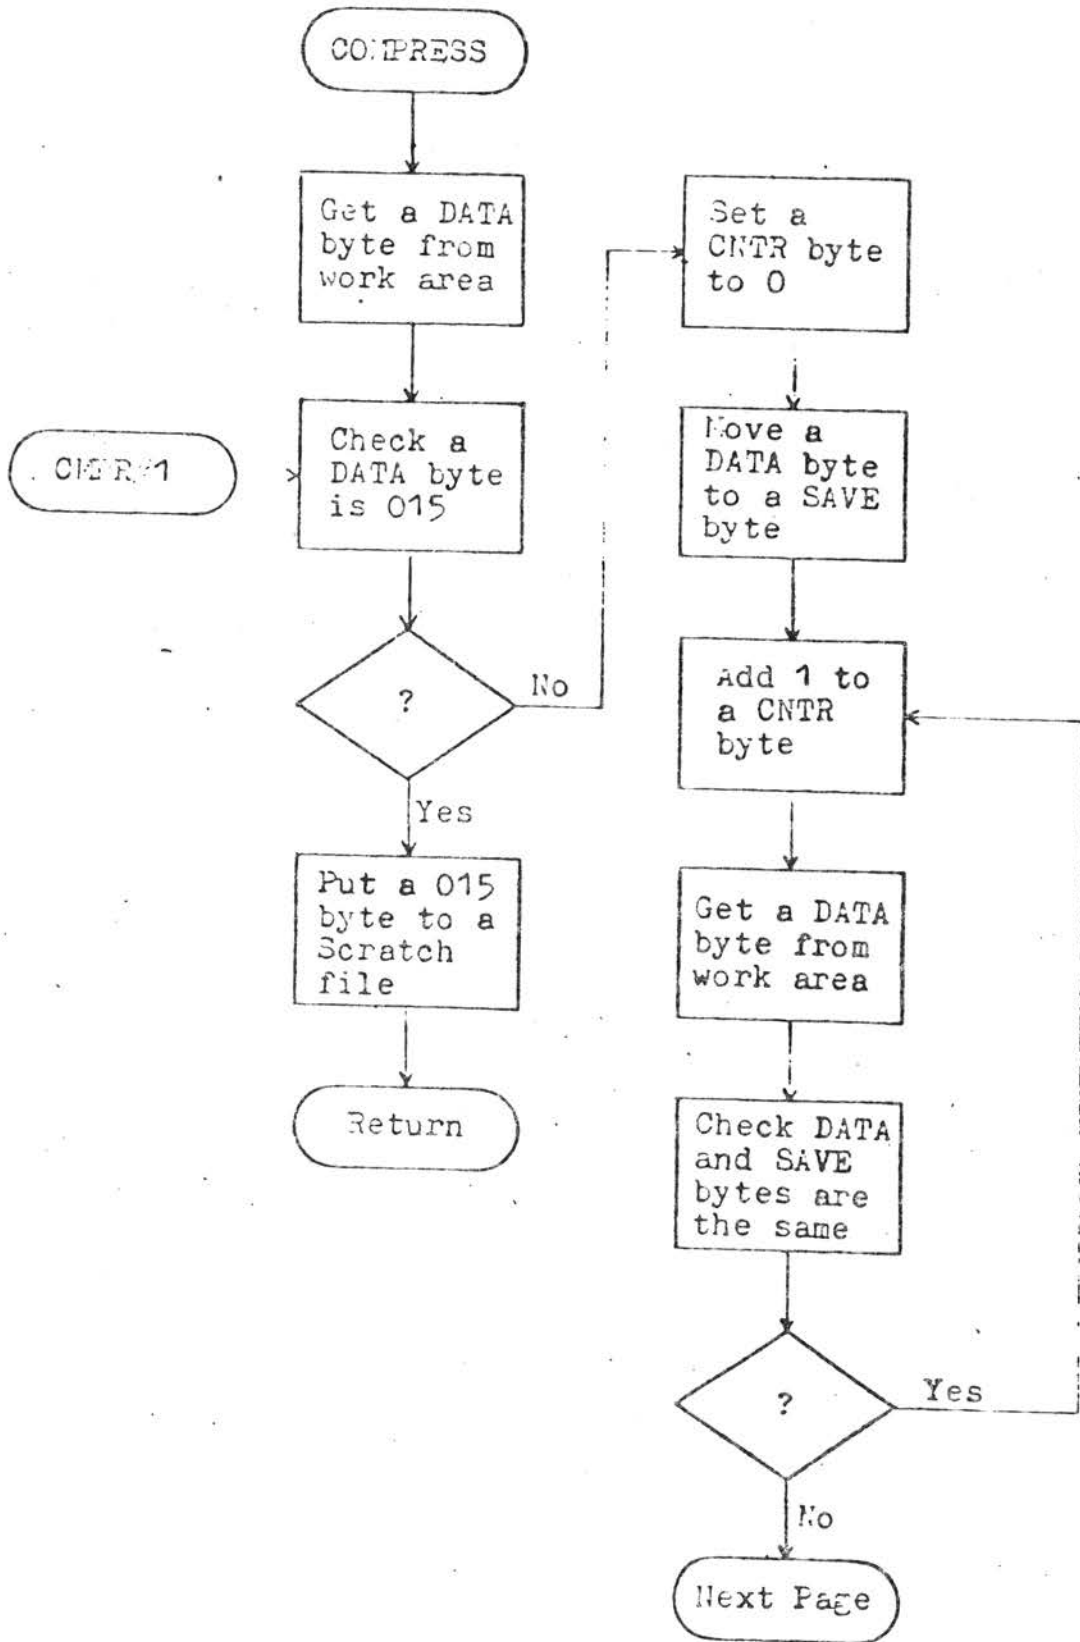 COMPRESS
Get a DATA
byte from
work area
CNTR/1
Check a
DATA byte
is 015
?
No
Yes
Put a 015
byte to a
Scratch
file
Return
Set a
CNTR byte
to 0
Move a
DATA byte
to a SAVE
byte
Add 1 to
a CNTR
byte
Get a DATA
byte from
work area
Check DATA
and SAVE
bytes are
the same
?
Yes
No
Next Page